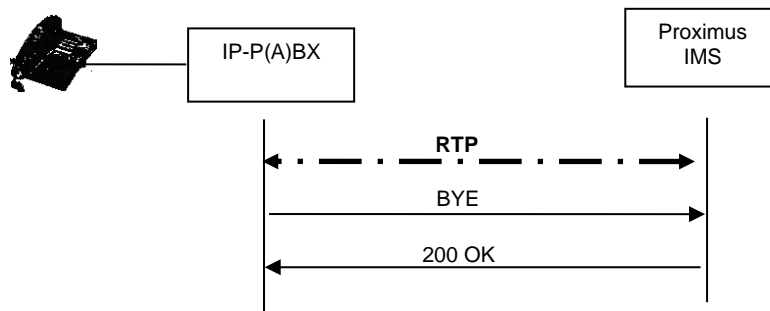 IP-P(A)BX
Proximus
IMS
RTP
BYE
200 OK